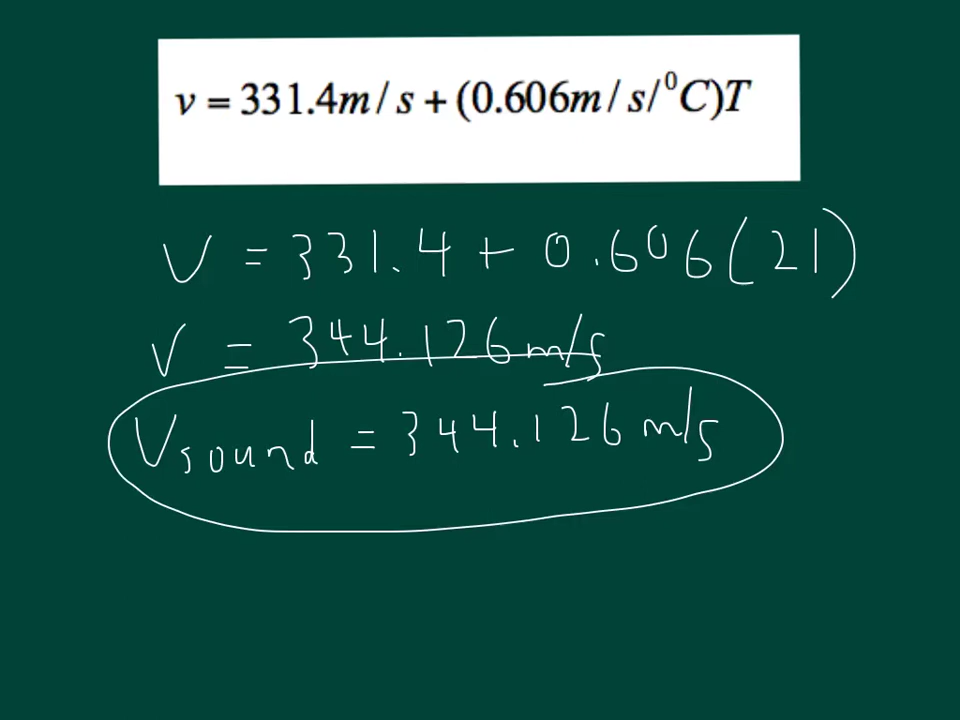 v = 331.4m / s + (0.606m / s/⁰C)T
V = 331.4 + 0.606(21)
V = 344.126 m/s
Vsound = 344.126 m/s